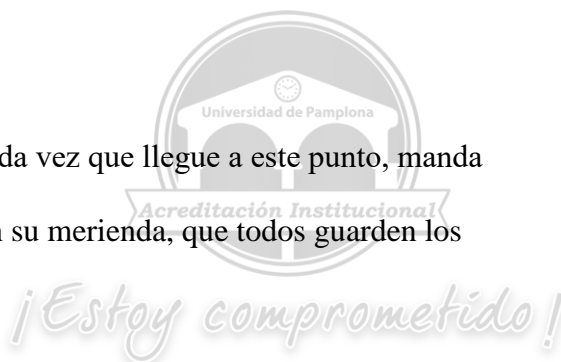 Universidad de Pamplona
da vez que llegue a este punto, manda
Acreditación Institucional
su merienda, que todos guarden los
¡Estoy comprometido!